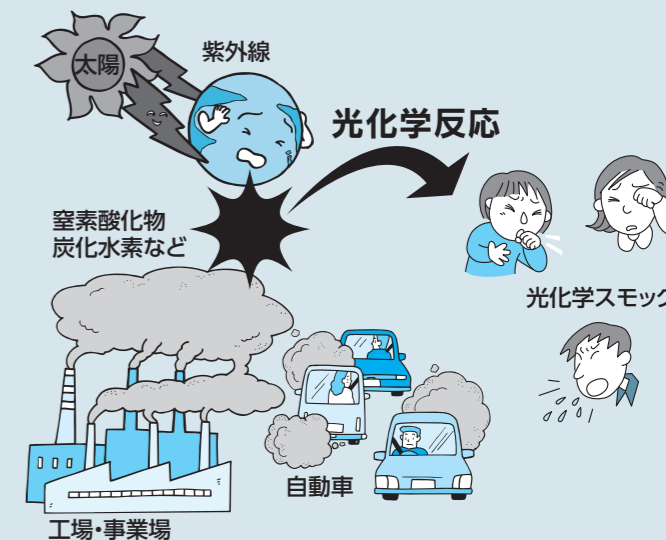 太陽
紫外線
光化学反応
窒素酸化物
炭化水素など
光化学スモッグ
自動車
工場・事業場